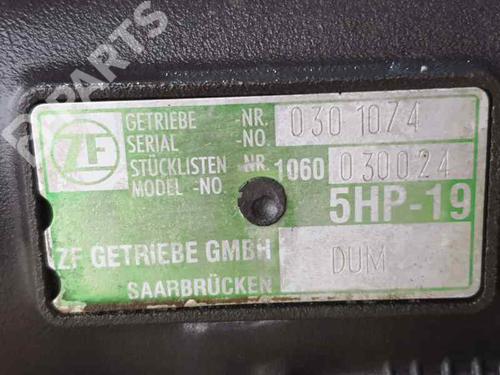 B-PARTS
ZF
GETRIEBE -NR. 030 1074
SERIAL -NO.
STÜCKLISTEN -NR. 1060 030024
MODEL -NO.
5HP-19
ZF GETRIEBE GMBH DUM
SAARBRÜCKEN